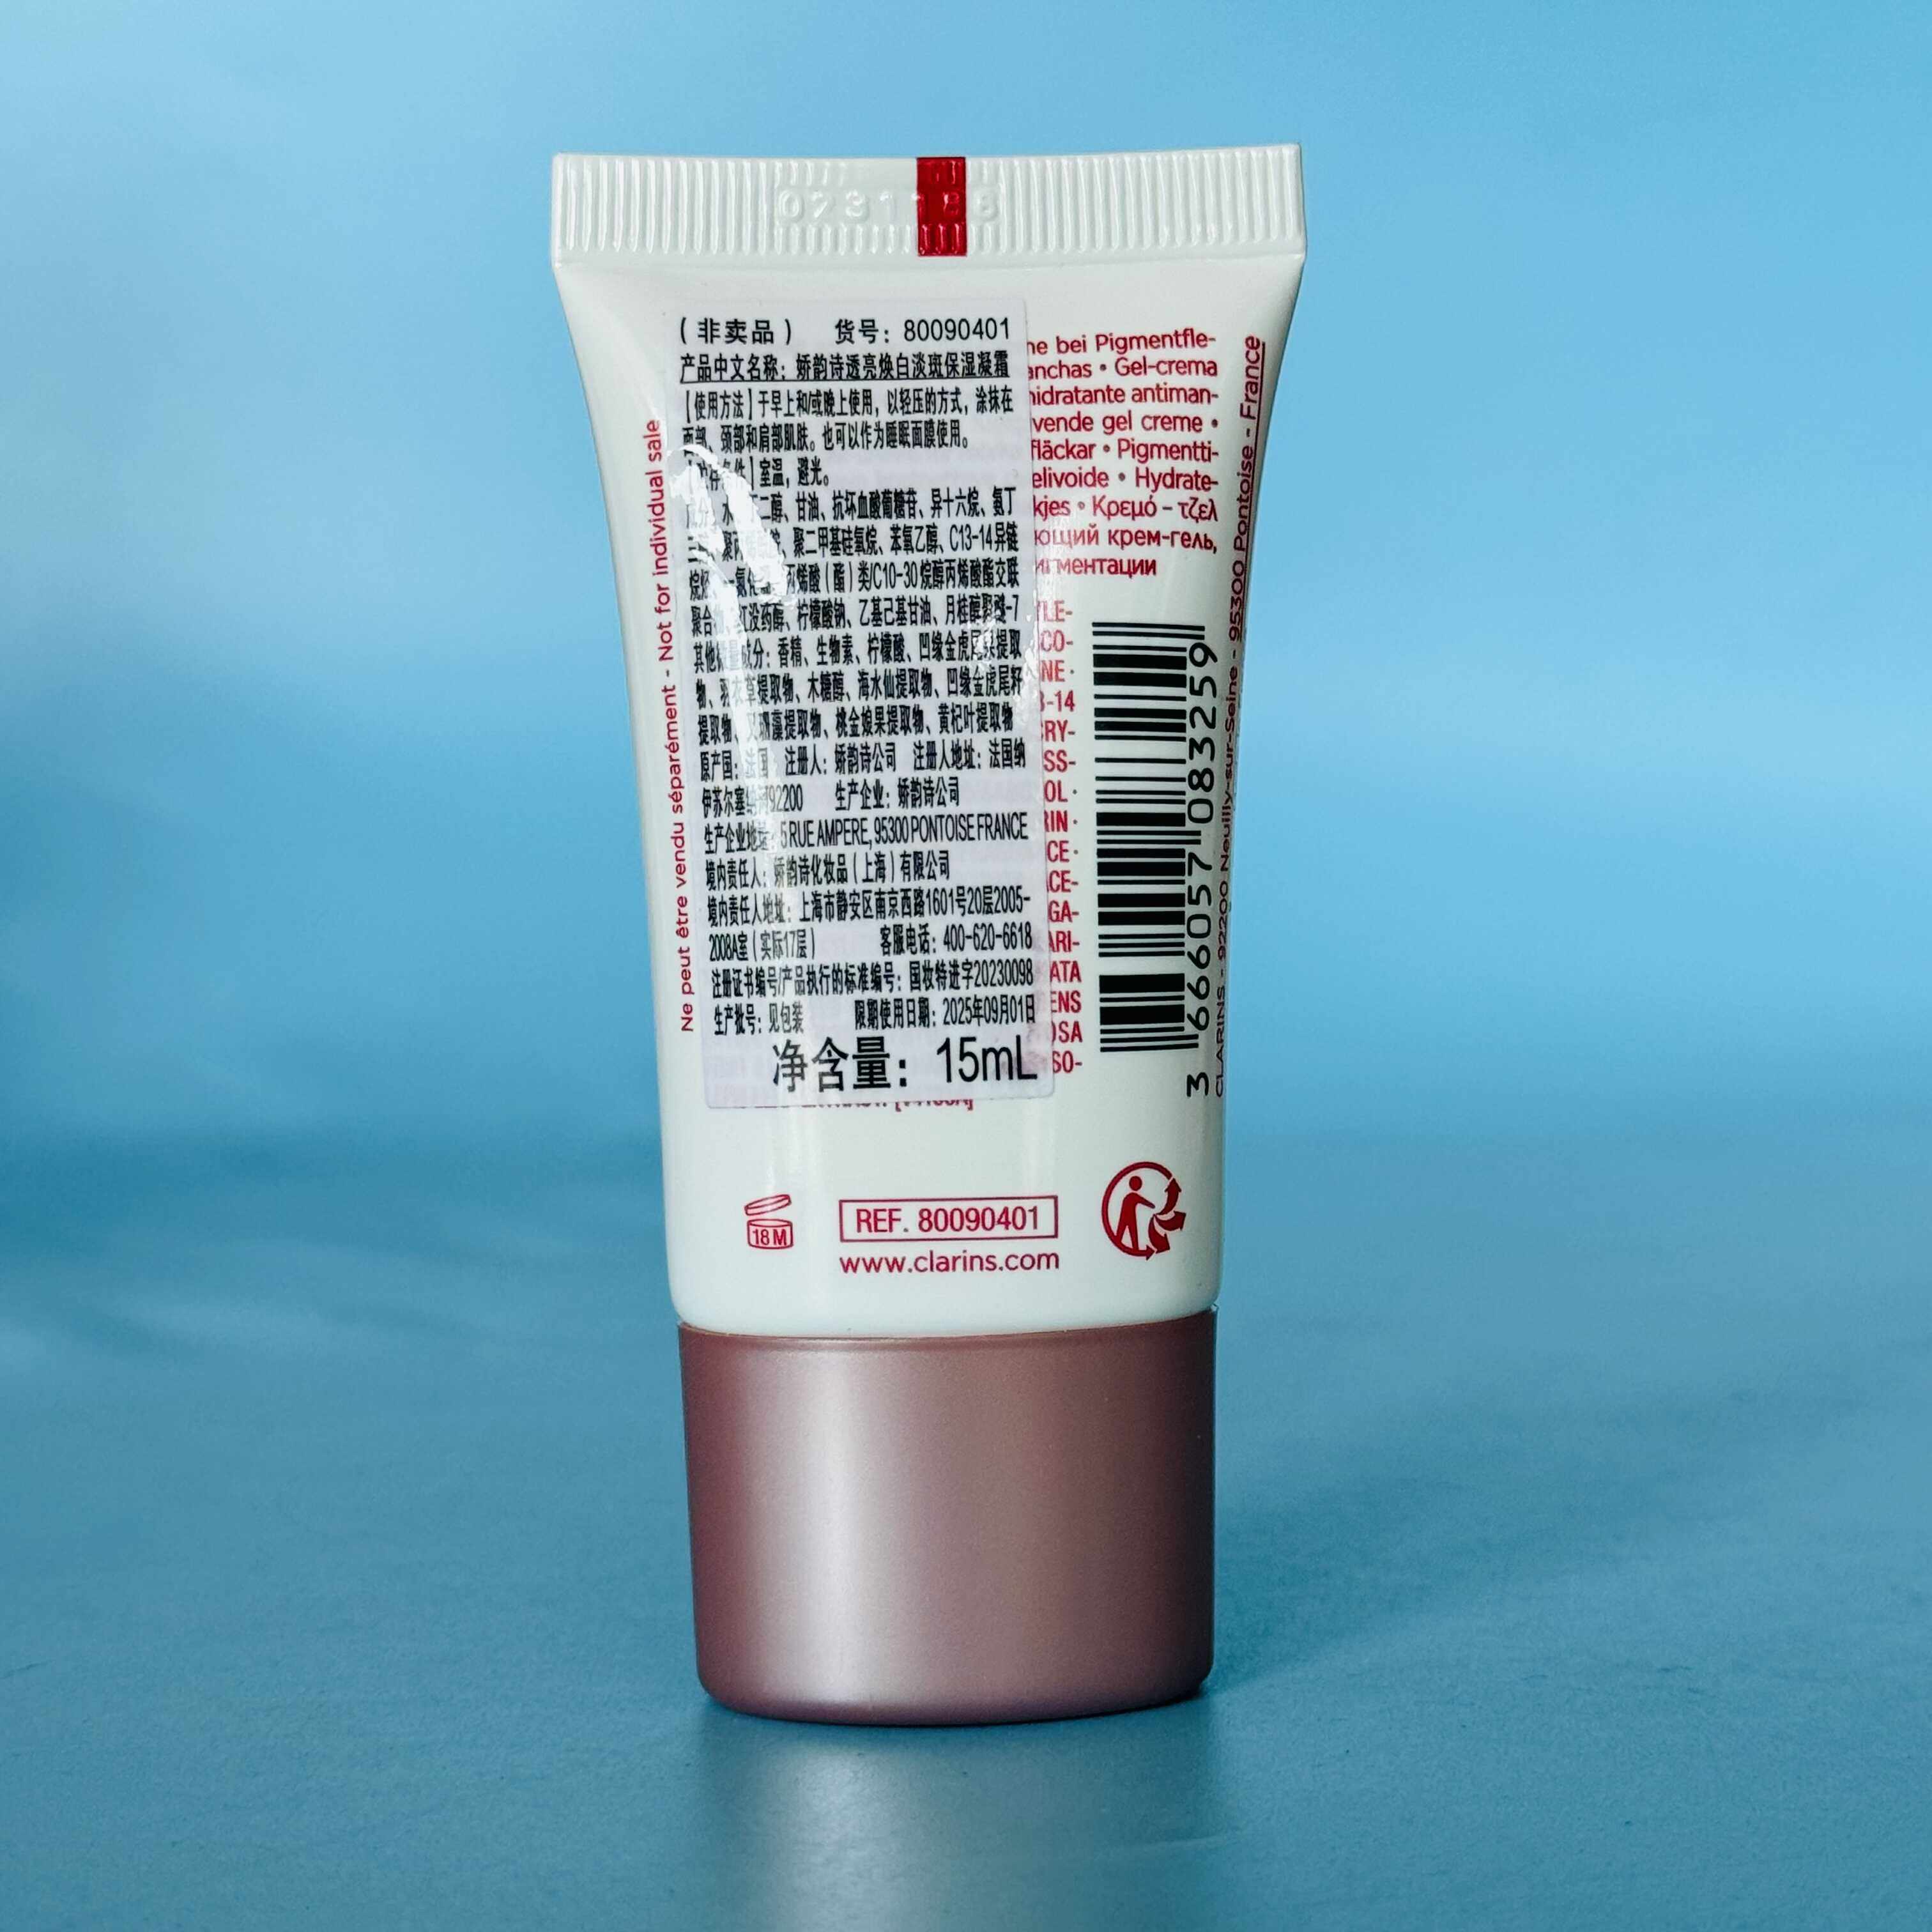 (非卖品) 货号: 80090401
产品中文名称: 娇韵诗透亮焕白淡斑保湿凝霜
【使用方法】于早上和/或晚上使用, 以轻压的方式, 涂抹在
面部、颈部和肩部肌肤。也可以作为睡眠面膜使用。
室温, 避光。
二醇、甘油、抗坏血酸葡糖苷、异十六烷、氨丁
聚二甲基硅氧烷、苯氧乙醇、C13-14异链
丙烯酸(酯)类/C10-30烷醇丙烯酸酯交联
红没药醇、柠檬酸钠、乙基己基甘油、月桂醇聚醚-7
其他微量成分: 香精、生物素、柠檬酸、凹缘金虎尾果提取
物、羽衣草提取物、木糖醇、海水仙提取物、凹缘金虎尾籽
提取物、叉珊藻提取物、桃金娘果提取物、黄杞叶提取物
原产国: 法国 注册人: 娇韵诗公司 注册人地址: 法国纳
伊苏尔塞纳河92200 生产企业: 娇韵诗公司
生产企业地址: 5 RUE AMPERE, 95300 PONTOISE FRANCE
境内责任人: 娇韵诗化妆品(上海)有限公司
境内责任人地址: 上海市静安区南京西路1601号20层2005-
2008A室(实际17层) 客服电话: 400-620-6618
注册证书编号/产品执行的标准编号: 国妆特进字20230098
生产批号: 见包装 限期使用日期: 2025年09月01日
净含量: 15mL
Ne peut être vendu séparément - Not for individual sale
bei Pigmentfle-
• Gel-crema
antiman-
gel creme •
• Pigmentti-
• Hydrate-
• Κρεμό – τζελ
крем-гель,
-14
3 666057 083259
CLARINS - 92200 Neuilly-sur-Seine - 95300 Pontoise - France
18 M
REF. 80090401
www.clarins.com